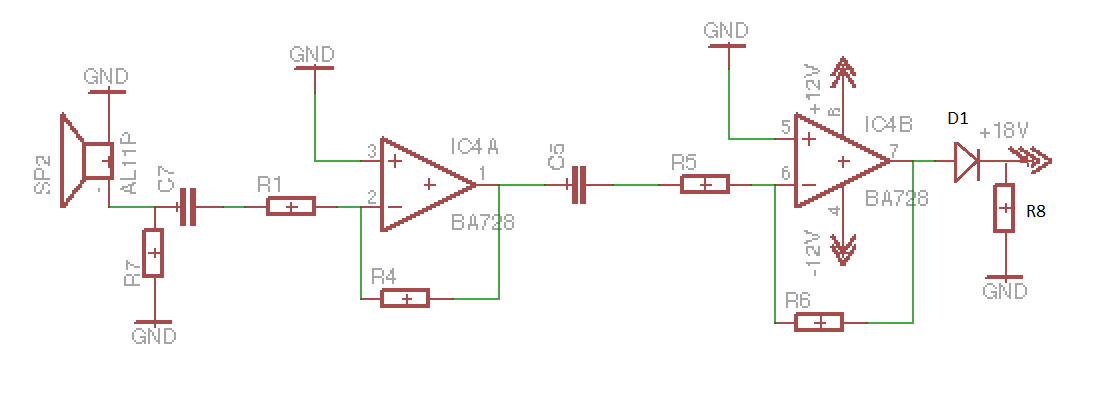 GND
SP2
AL11P
-
C7
R7
GND
R1
GND
3
2
IC4A
1
BA728
R4
C6
R5
GND
5
6
+12V
8
IC4B
7
BA728
4
-12V
R6
D1
+18V
R8
GND